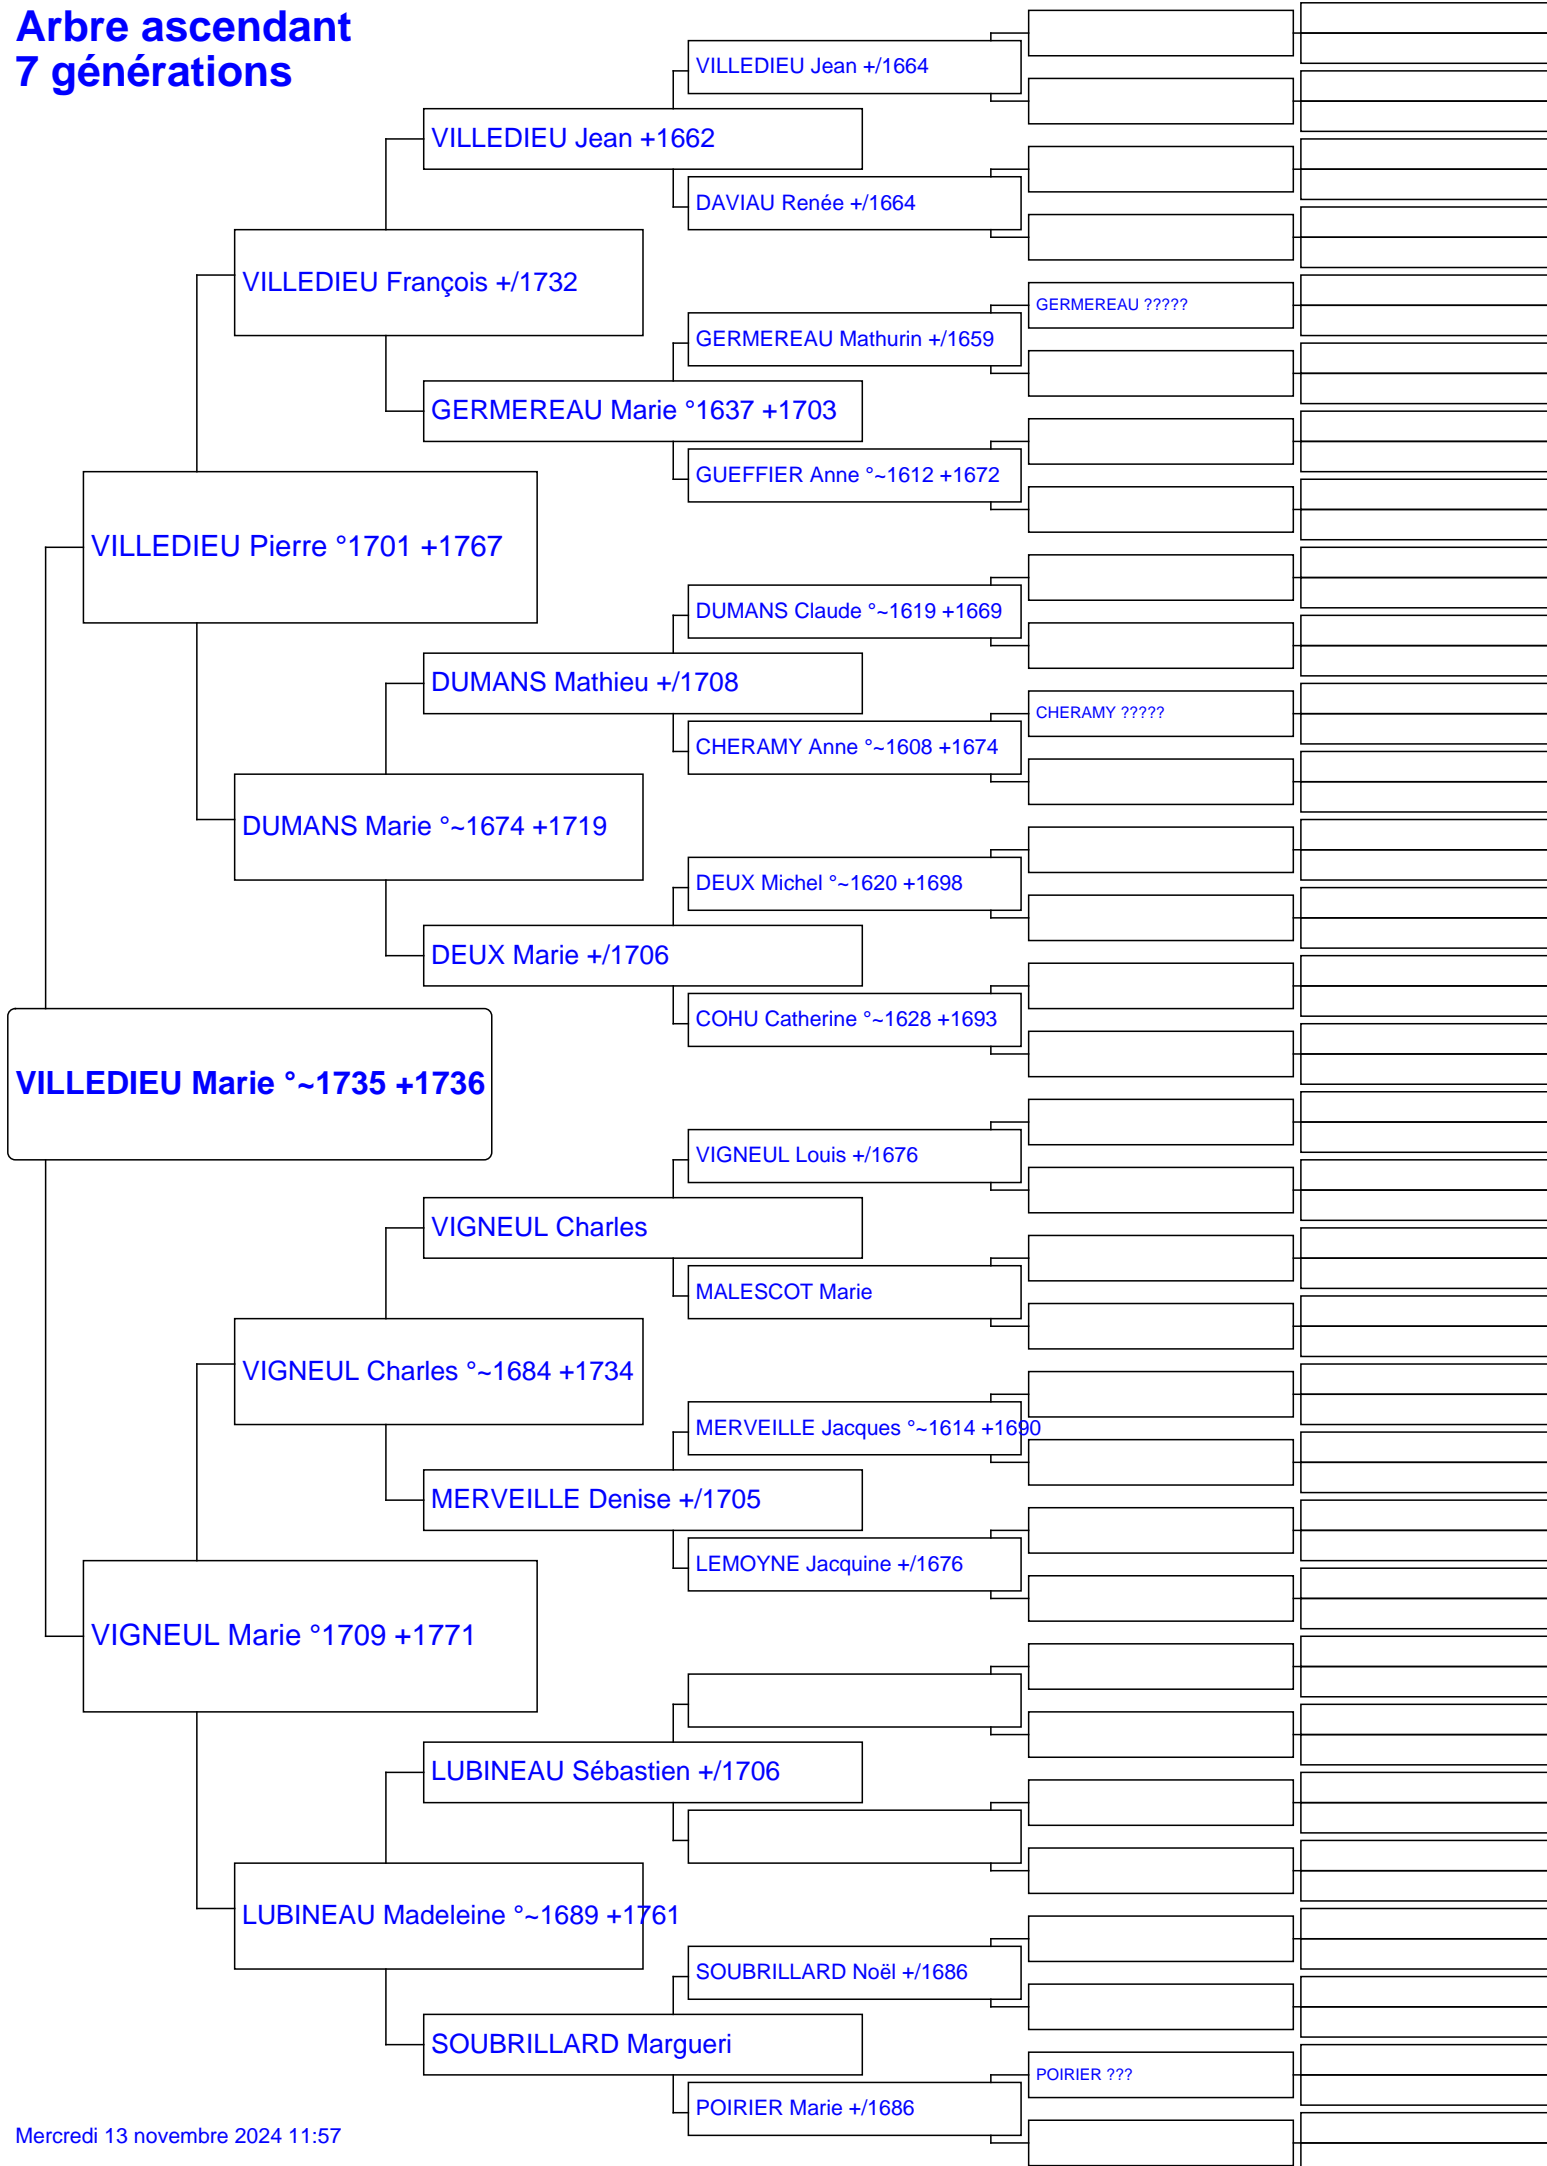 Arbre ascendant
7 générations
VILLEDIEU Jean +/1664
VILLEDIEU Jean +1662
DAVIAU Renée +/1664
VILLEDIEU François +/1732
GERMEREAU ?????
GERMEREAU Mathurin +/1659
GERMEREAU Marie °1637 +1703
GUEFFIER Anne °~1612 +1672
VILLEDIEU Pierre °1701 +1767
DUMANS Claude °~1619 +1669
DUMANS Mathieu +/1708
CHERAMY ?????
CHERAMY Anne °~1608 +1674
DUMANS Marie °~1674 +1719
DEUX Michel °~1620 +1698
DEUX Marie +/1706
COHU Catherine °~1628 +1693
VILLEDIEU Marie °~1735 +1736
VIGNEUL Louis +/1676
VIGNEUL Charles
MALESCOT Marie
VIGNEUL Charles °~1684 +1734
MERVEILLE Jacques °~1614 +1690
MERVEILLE Denise +/1705
LEMOYNE Jacquine +/1676
VIGNEUL Marie °1709 +1771
LUBINEAU Sébastien +/1706
LUBINEAU Madeleine °~1689 +1761
SOUBRILLARD Noël +/1686
SOUBRILLARD Margueri
POIRIER ???
POIRIER Marie +/1686
Mercredi 13 novembre 2024 11:57